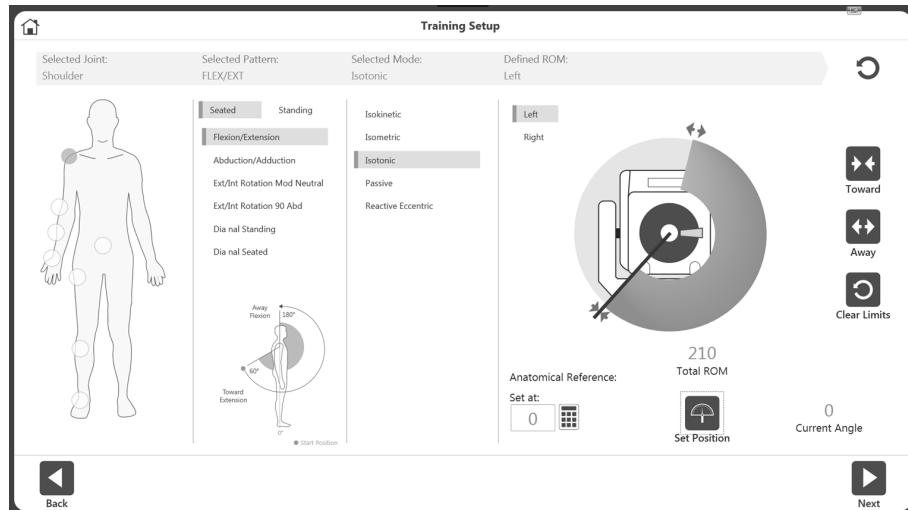 Training Setup
Selected Joint:
Shoulder
Selected Pattern:
FLEX/EXT
Selected Mode:
Isotonic
Defined ROM:
Left
Seated
Standing
Flexion/Extension
Abduction/Adduction
Ext/Int Rotation Mod Neutral
Ext/Int Rotation 90 Abd
Dia nal Standing
Dia nal Seated
Away
Flexion
180°
60°
Toward
Extension
0°
Start Position
Isokinetic
Isometric
Isotonic
Passive
Reactive Eccentric
Left
Right
Toward
Away
Clear Limits
210
Total ROM
Anatomical Reference:
Set at:
0
Set Position
0
Current Angle
Back
Next